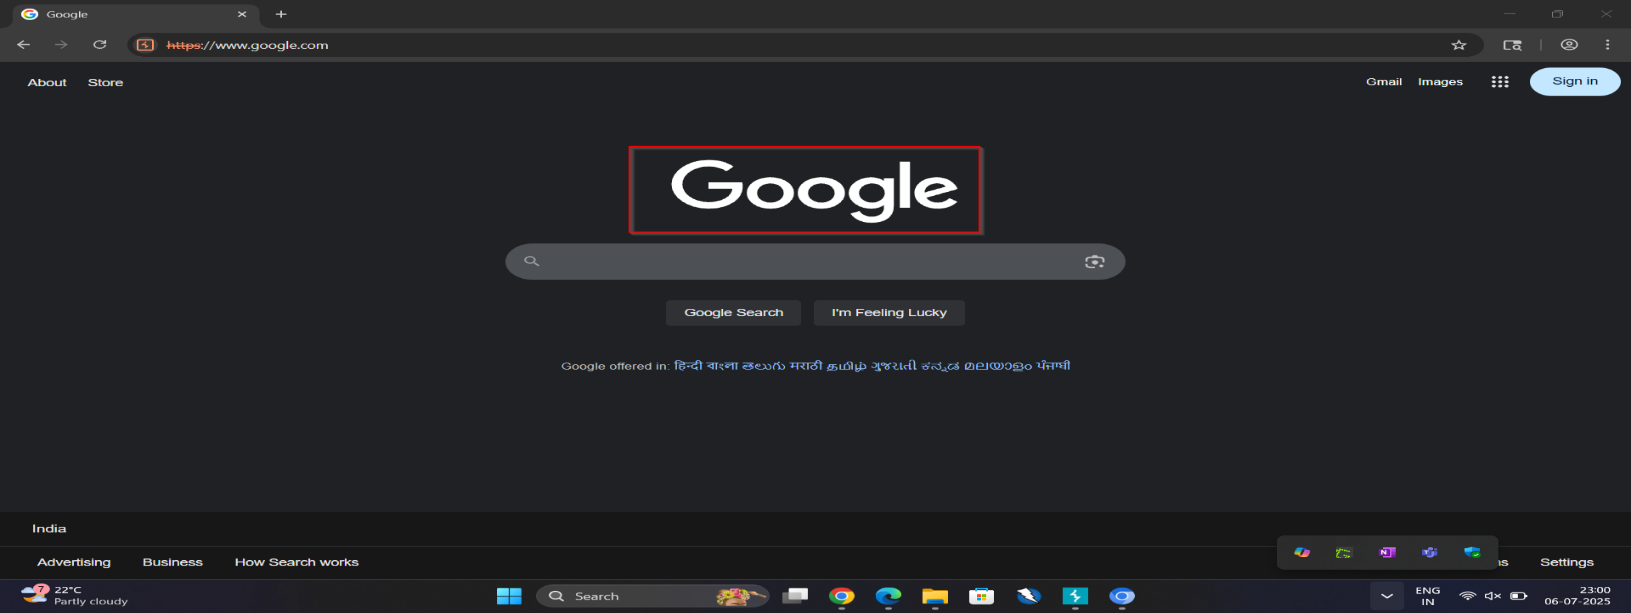 Google
https://www.google.com
About Store
Gmail Images Sign in
Google
Google Search I'm Feeling Lucky
Google offered in: हिन्दी বাংলা తెలుగు मराठी தமிழ் ગુજરાતી ಕನ್ನಡ മലയാളം ਪੰਜਾਬੀ
India
Advertising Business How Search works
Settings
7
22°C
Partly cloudy
Search
ENG
IN
23:00
06-07-2025